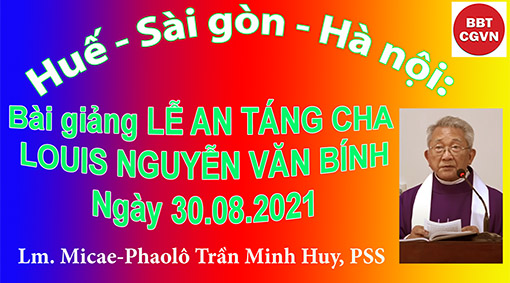 BBT
CGVN
Huế - Sài gòn - Hà nội:
Bài giảng LỄ AN TÁNG CHA
LOUIS NGUYỄN VĂN BÍNH
Ngày 30.08.2021
Lm. Micae-Phaolô Trần Minh Huy, PSS